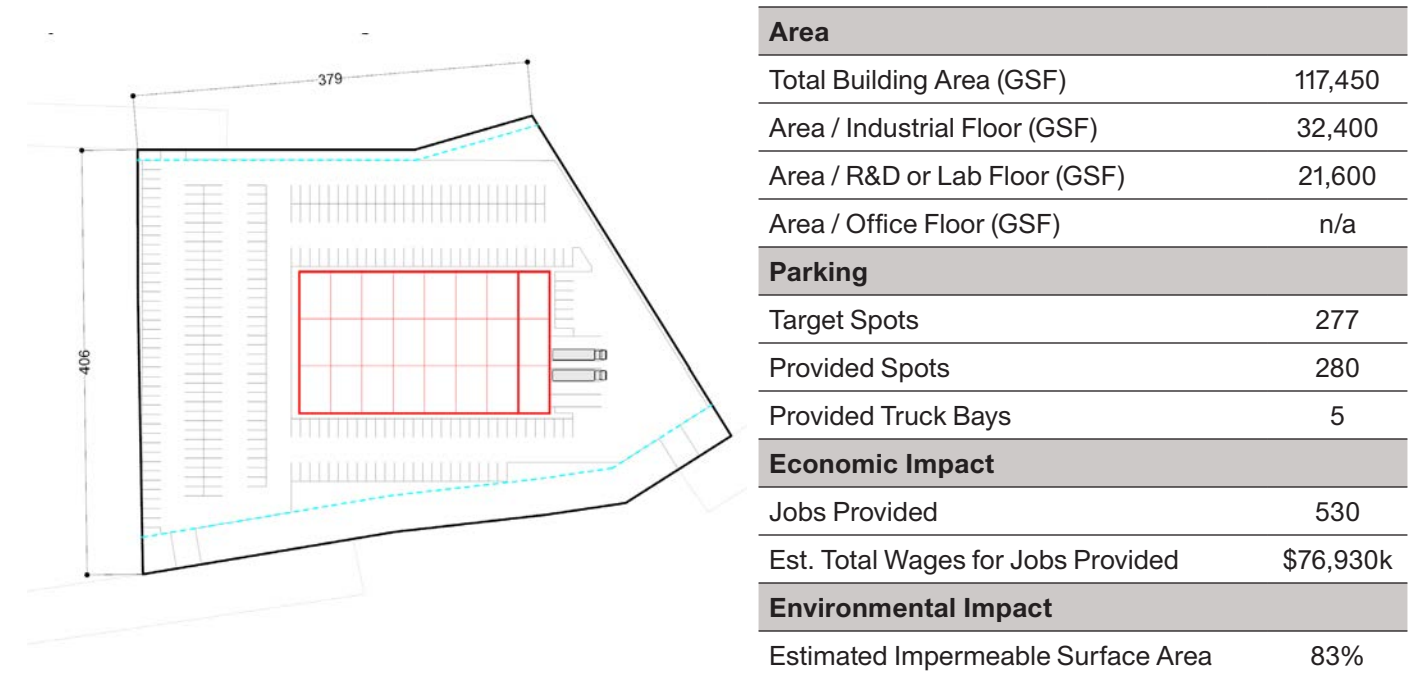 379
406
Area
Total Building Area (GSF) 117,450
Area / Industrial Floor (GSF) 32,400
Area / R&D or Lab Floor (GSF) 21,600
Area / Office Floor (GSF) n/a
Parking
Target Spots 277
Provided Spots 280
Provided Truck Bays 5
Economic Impact
Jobs Provided 530
Est. Total Wages for Jobs Provided $76,930k
Environmental Impact
Estimated Impermeable Surface Area 83%